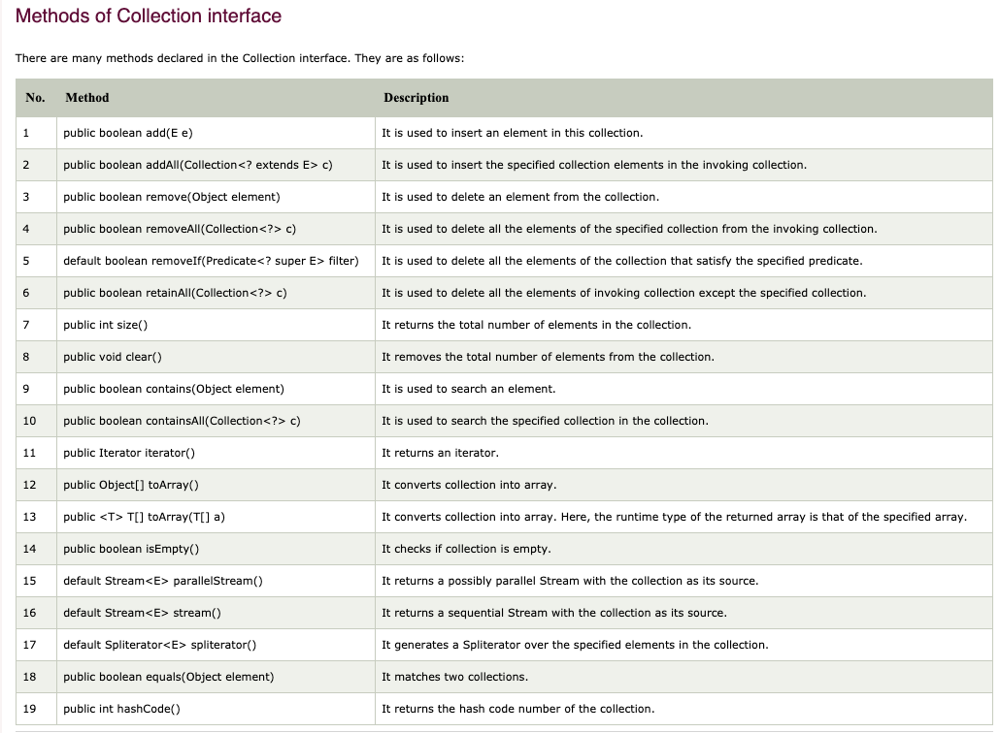 Methods of Collection interface
There are many methods declared in the Collection interface. They are as follows:
No. Method Description
1 public boolean add(E e) It is used to insert an element in this collection.
2 public boolean addAll(Collection<? extends E> c) It is used to insert the specified collection elements in the invoking collection.
3 public boolean remove(Object element) It is used to delete an element from the collection.
4 public boolean removeAll(Collection<?> c) It is used to delete all the elements of the specified collection from the invoking collection.
5 default boolean removeIf(Predicate<? super E> filter) It is used to delete all the elements of the collection that satisfy the specified predicate.
6 public boolean retainAll(Collection<?> c) It is used to delete all the elements of invoking collection except the specified collection.
7 public int size() It returns the total number of elements in the collection.
8 public void clear() It removes the total number of elements from the collection.
9 public boolean contains(Object element) It is used to search an element.
10 public boolean containsAll(Collection<?> c) It is used to search the specified collection in the collection.
11 public Iterator iterator() It returns an iterator.
12 public Object[] toArray() It converts collection into array.
13 public <T> T[] toArray(T[] a) It converts collection into array. Here, the runtime type of the returned array is that of the specified array.
14 public boolean isEmpty() It checks if collection is empty.
15 default Stream<E> parallelStream() It returns a possibly parallel Stream with the collection as its source.
16 default Stream<E> stream() It returns a sequential Stream with the collection as its source.
17 default Spliterator<E> spliterator() It generates a Spliterator over the specified elements in the collection.
18 public boolean equals(Object element) It matches two collections.
19 public int hashCode() It returns the hash code number of the collection.